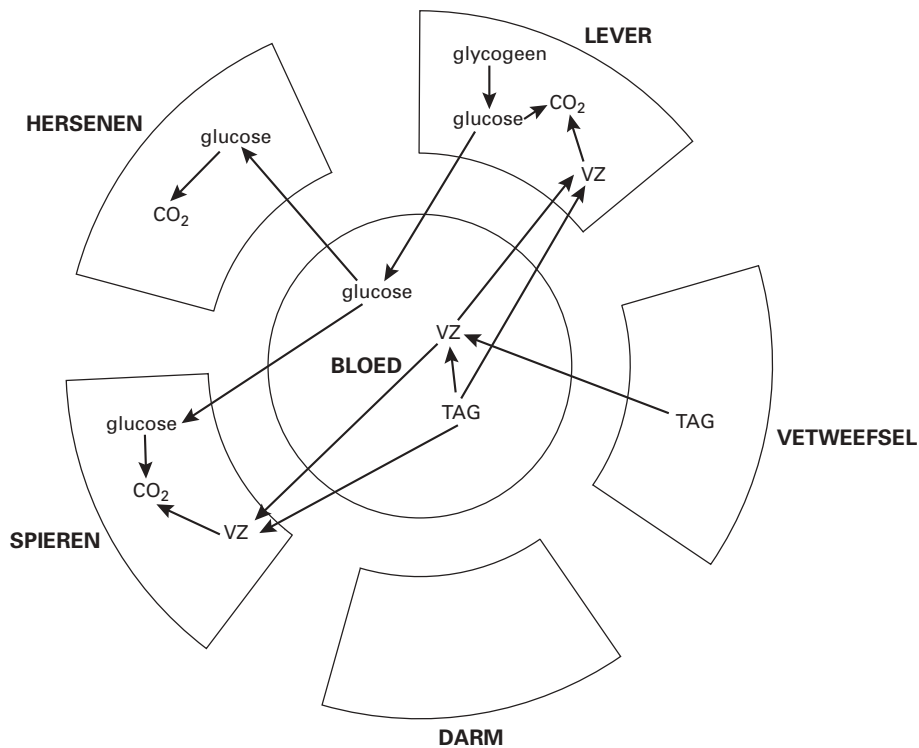 LEVER
glycogeen
glucose
CO2
VZ
HERSENEN
glucose
CO2
glucose
VZ
BLOED
TAG
TAG
VETWEEFSEL
glucose
CO2
VZ
SPIEREN
DARM